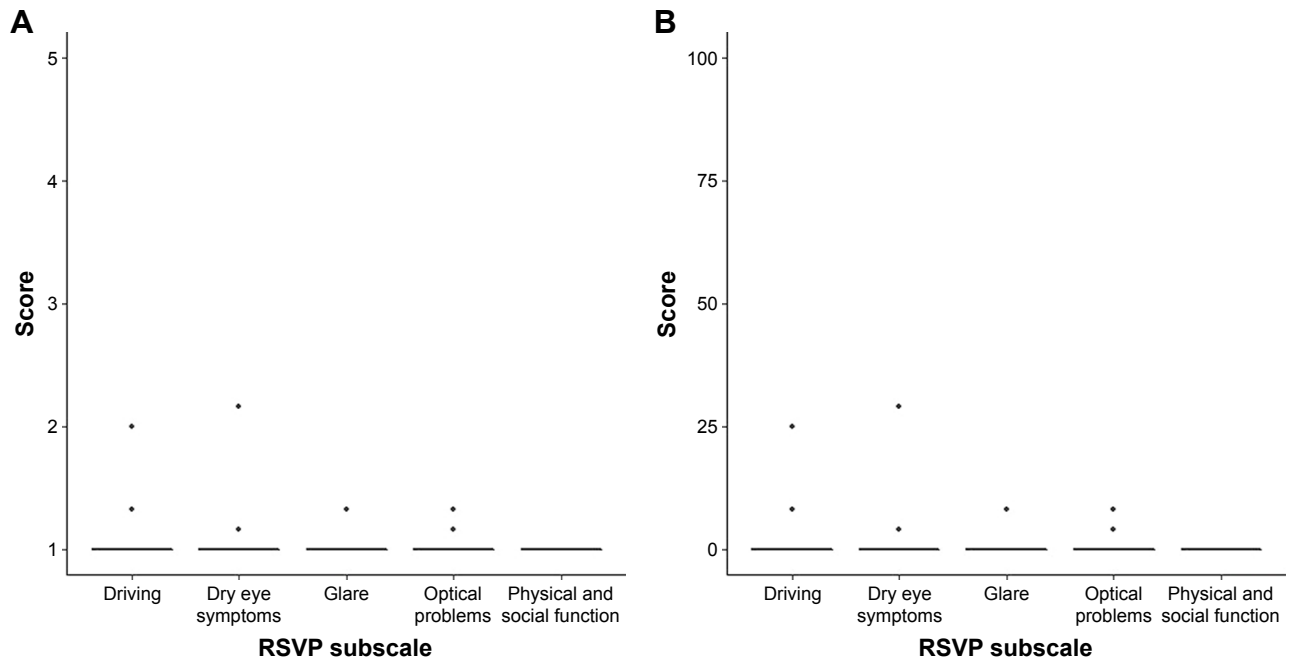 A
5
4
3
2
1
Score
Driving
Dry eye
symptoms
Glare
Optical
problems
Physical and
social function
RSVP subscale
B
100
75
50
25
0
Score
Driving
Dry eye
symptoms
Glare
Optical
problems
Physical and
social function
RSVP subscale